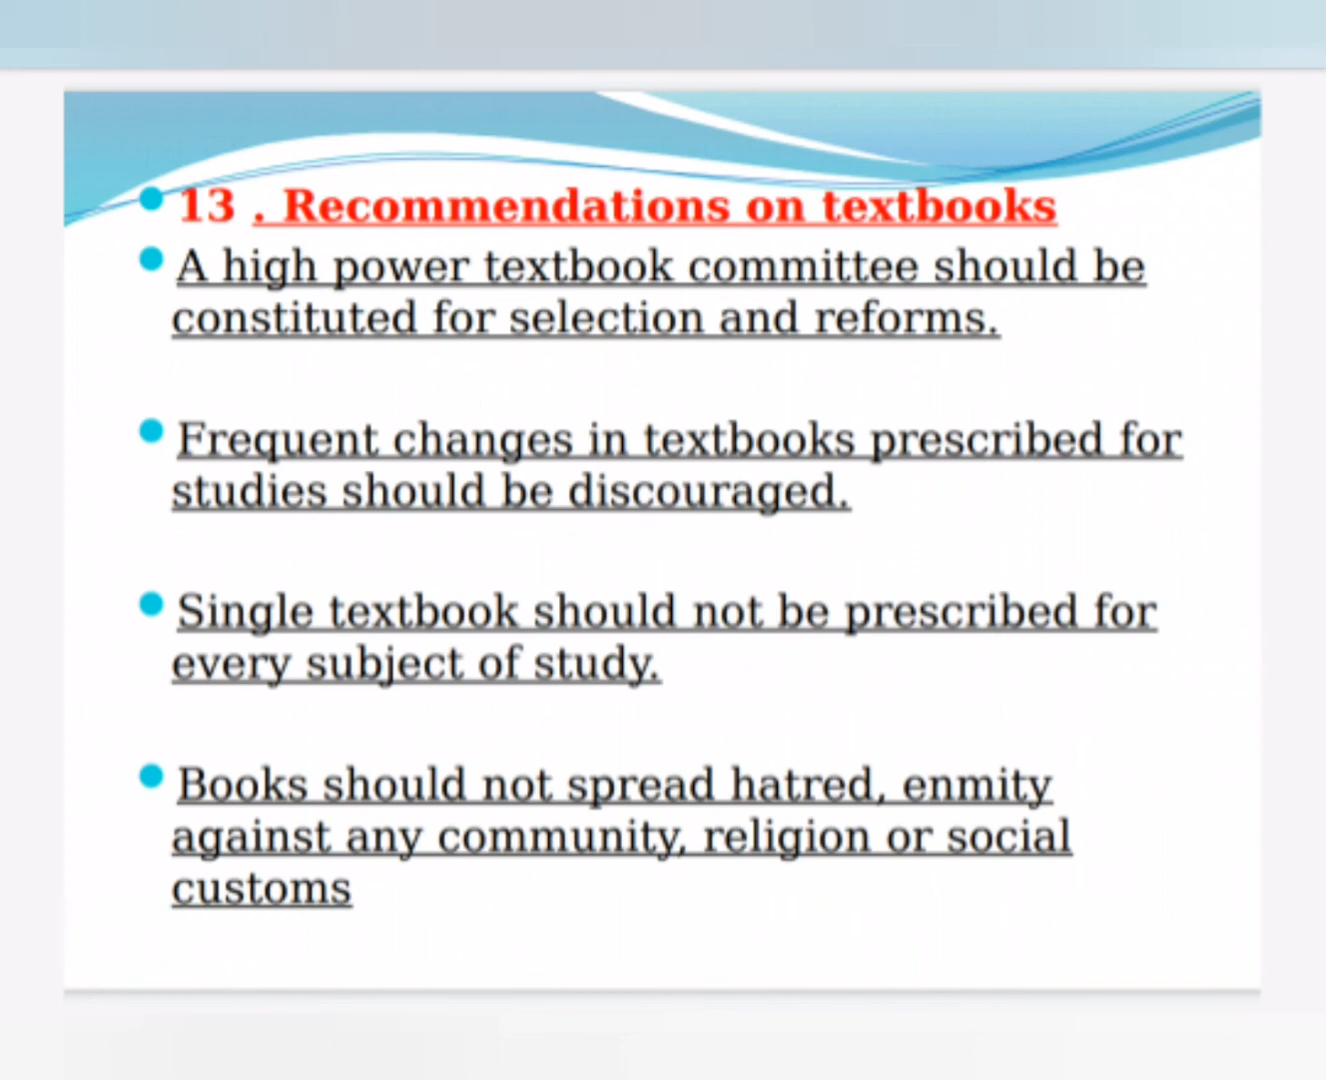 13 . Recommendations on textbooks
A high power textbook committee should be
constituted for selection and reforms.
Frequent changes in textbooks prescribed for
studies should be discouraged.
Single textbook should not be prescribed for
every subject of study.
Books should not spread hatred, enmity
against any community, religion or social
customs